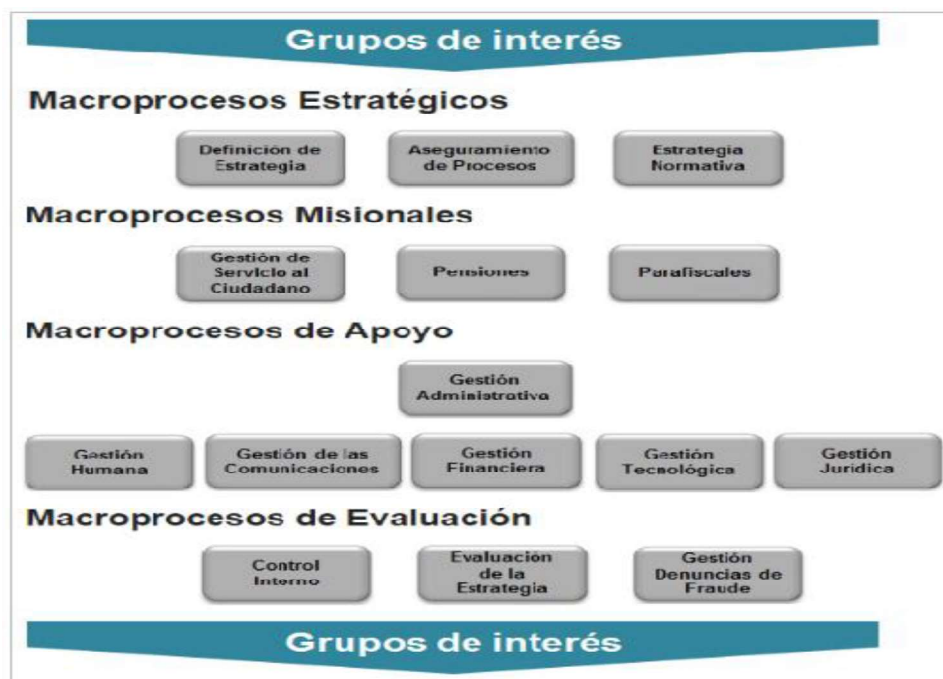 Grupos de interés
Macroprocesos Estratégicos
Definición de
Estrategia
Aseguramiento
de Procesos
Estrategia
Normativa
Macroprocesos Misionales
Gestión de
Servicio al
Ciudadano
Pensiones
Parafiscales
Macroprocesos de Apoyo
Gestión
Administrativa
Gestión
Humana
Gestión de las
Comunicaciones
Gestión
Financiera
Gestión
Tecnológica
Gestión
Jurídica
Macroprocesos de Evaluación
Control
Interno
Evaluación
de la
Estrategia
Gestión
Denuncias de
Fraude
Grupos de interés